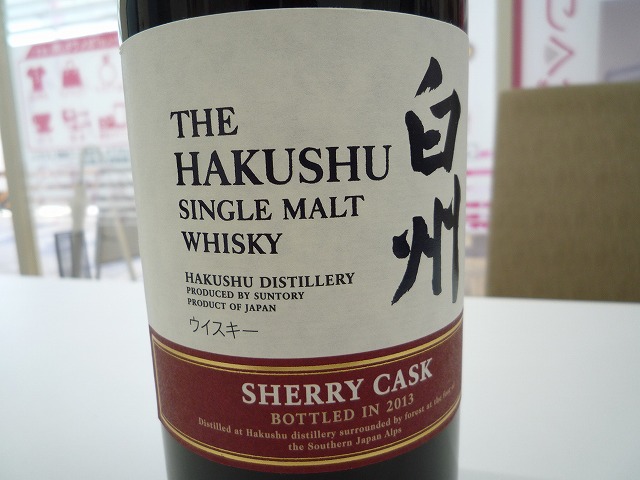 THE
HAKUSHU
SINGLE MALT
WHISKY
白州
HAKUSHU DISTILLERY
PRODUCED BY SUNTORY
PRODUCT OF JAPAN
ウイスキー
SHERRY CASK
BOTTLED IN 2013
Distilled at Hakushu distillery surrounded by forest at the foot of
the Southern Japan Alps